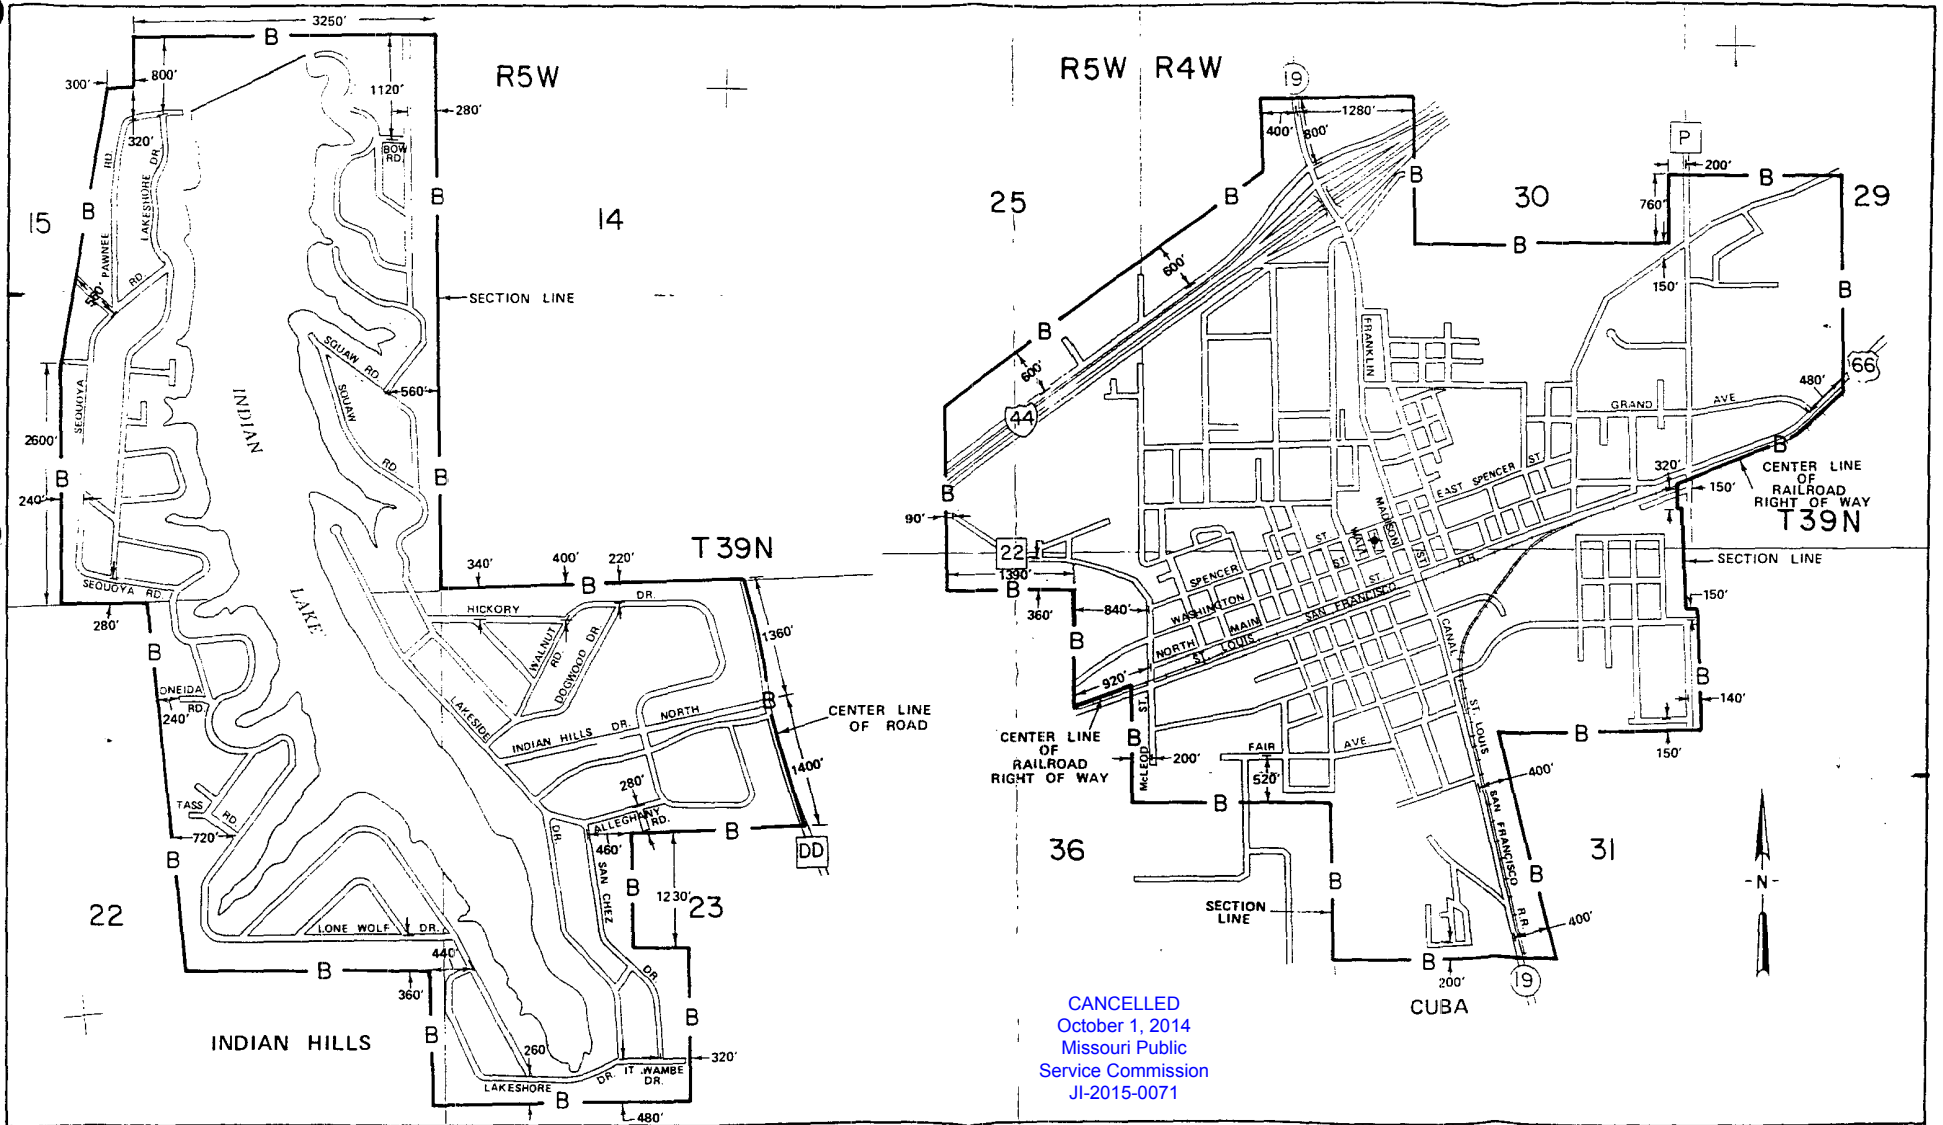 3250'
B
R5W
300'
800'
1120'
280'
320'
BOW
RD.
RD.
PAWNEE
LAKESHORE DR.
B
B
15
14
RD.
SECTION LINE
SQUAW
RD.
SQUAW
RD.
560'
INDIAN
LAKE
SEQUOYA
2600'
B
B
240'
T39N
SEQUOYA RD.
280'
340'
400'
220'
B
HICKORY
DR.
WALNUT
RD.
DOGWOOD DR.
1360'
B
ONEIDA
RD.
240'
LAKESIDE
DR.
INDIAN HILLS DR. NORTH
B
CENTER LINE
OF ROAD
1400'
280'
TASS
RD.
720'
ALLEGHANY
RD.
460'
B
DD
B
SAN CHEZ
DR
B
1230'
23
22
LONE WOLF DR.
440'
B
360'
B
B
INDIAN HILLS
260'
320'
LAKESHORE
DR.
IT WAMBE
DR.
B
480'
R5W R4W
19
1280'
400'
800'
P
200'
B
B
B
25
30
29
760'
B
600'
150'
B
B
600'
FRANKLIN
66
480'
44
GRAND AVE
B
320'
CENTER LINE
OF
RAILROAD
RIGHT OF WAY
150'
T39N
B
90'
EAST SPENCER ST.
MADISON ST
WALL ST.
22
1390'
B
360'
840'
SPENCER ST.
WASHINGTON ST
NORTH MAIN
ST. LOUIS SAN FRANCISCO R.R.
SECTION LINE
150'
B
CANAL
B
920'
140'
CENTER LINE
OF
RAILROAD
RIGHT OF WAY
McLEOD ST.
B
200'
FAIR AVE
520'
B
B
150'
ST. LOUIS
SAN FRANCISCO
R.R.
400'
36
31
B
B
SECTION
LINE
400'
B
200'
19
CUBA
-N-
CANCELLED
October 1, 2014
Missouri Public
Service Commission
JI-2015-0071